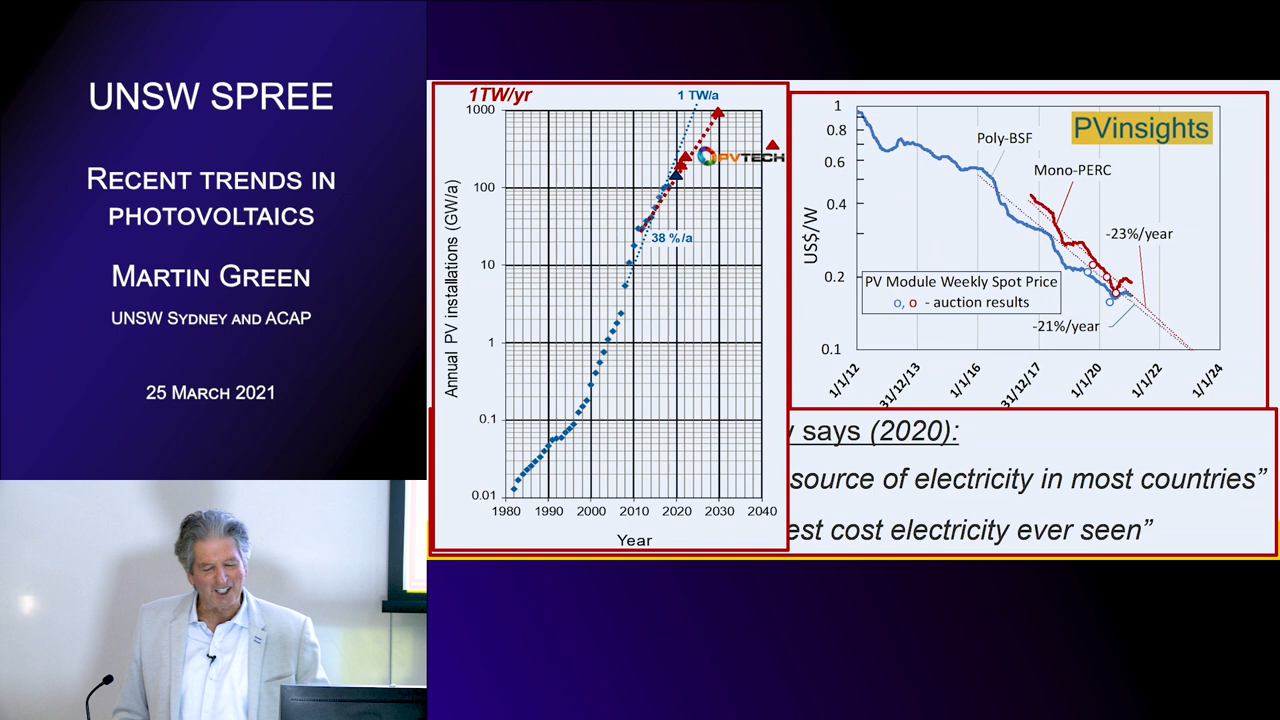 UNSW SPREE
RECENT TRENDS IN
PHOTOVOLTAICS
MARTIN GREEN
UNSW SYDNEY AND ACAP
25 MARCH 2021
1TW/yr
1 TW/a
1000
100
10
1
0.1
0.01
Annual PV installations (GW/a)
PVTECH
38 %/a
1980 1990 2000 2010 2020 2030 2040
Year
PVinsights
1
0.8
0.6
0.4
0.2
0.1
US$/W
Poly-BSF
Mono-PERC
-23%/year
PV Module Weekly Spot Price
o, o - auction results
-21%/year
1/1/12 31/12/13 1/1/16 31/12/17 1/1/20 1/1/22 1/1/24
says (2020):
source of electricity in most countries”
est cost electricity ever seen”